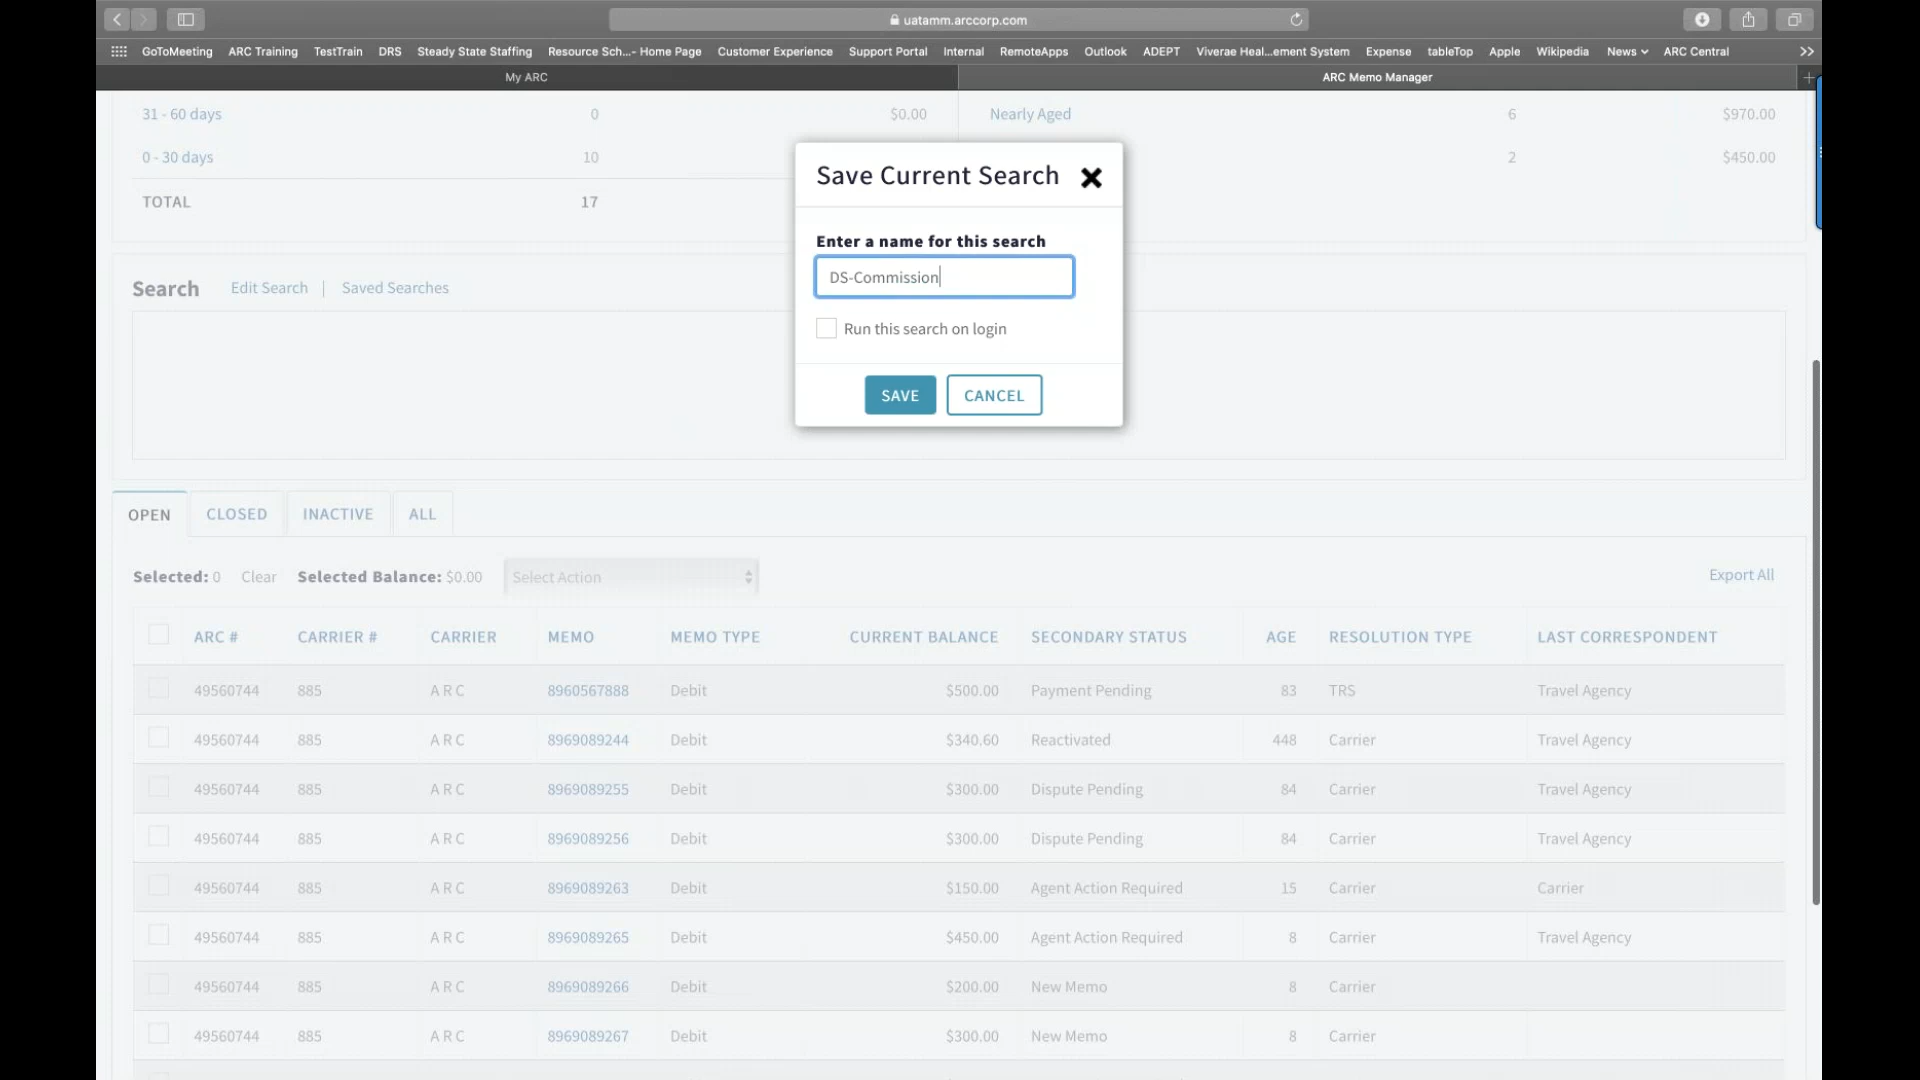 uatamm.arccorp.com
GoToMeeting ARC Training TestTrain DRS Steady State Staffing Resource Sch...- Home Page Customer Experience Support Portal Internal RemoteApps Outlook ADEPT Viverae Heal...ement System Expense tableTop Apple Wikipedia News ARC Central >>
My ARC ARC Memo Manager +
31 - 60 days 0 $0.00 Nearly Aged 6 $970.00
0 - 30 days 10 2 $450.00
TOTAL 17
Save Current Search
Enter a name for this search
DS-Commission
Run this search on login
SAVE CANCEL
Search Edit Search | Saved Searches
OPEN CLOSED INACTIVE ALL
Selected: 0 Clear Selected Balance: $0.00 Select Action Export All
ARC # CARRIER # CARRIER MEMO MEMO TYPE CURRENT BALANCE SECONDARY STATUS AGE RESOLUTION TYPE LAST CORRESPONDENT
49560744 885 A R C 8960567888 Debit $500.00 Payment Pending 83 TRS Travel Agency
49560744 885 A R C 8969089244 Debit $340.60 Reactivated 448 Carrier Travel Agency
49560744 885 A R C 8969089255 Debit $300.00 Dispute Pending 84 Carrier Travel Agency
49560744 885 A R C 8969089256 Debit $300.00 Dispute Pending 84 Carrier Travel Agency
49560744 885 A R C 8969089263 Debit $150.00 Agent Action Required 15 Carrier Carrier
49560744 885 A R C 8969089265 Debit $450.00 Agent Action Required 8 Carrier Travel Agency
49560744 885 A R C 8969089266 Debit $200.00 New Memo 8 Carrier
49560744 885 A R C 8969089267 Debit $300.00 New Memo 8 Carrier